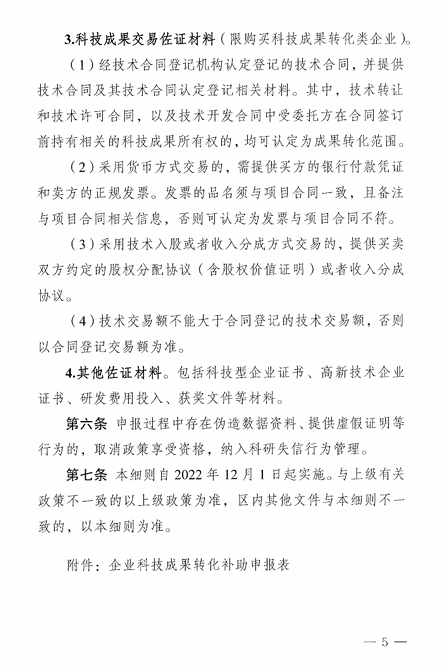 3.科技成果交易佐证材料（限购买科技成果转化类企业）。
（1）经技术合同登记机构认定登记的技术合同，并提供
技术合同及其技术合同认定登记相关材料。其中，技术转让
和技术许可合同，以及技术开发合同中受委托方在合同签订
前持有相关的科技成果所有权的，均可认定为成果转化范围。
（2）采用货币方式交易的，需提供买方的银行付款凭证
和卖方的正规发票。发票的品名须与项目合同一致，且备注
与项目合同相关信息，否则可认定为发票与项目合同不符。
（3）采用技术入股或者收入分成方式交易的，提供买卖
双方约定的股权分配协议（含股权价值证明）或者收入分成
协议。
（4）技术交易额不能大于合同登记的技术交易额，否则
以合同登记交易额为准。
4.其他佐证材料。包括科技型企业证书、高新技术企业
证书、研发费用投入、获奖文件等材料。
第六条 申报过程中存在伪造数据资料、提供虚假证明等
行为的，取消政策享受资格，纳入科研失信行为管理。
第七条 本细则自 2022 年 12 月 1 日起实施。与上级有关
政策不一致的以上级政策为准，区内其他文件与本细则不一
致的，以本细则为准。
附件：企业科技成果转化补助申报表
— 5 —